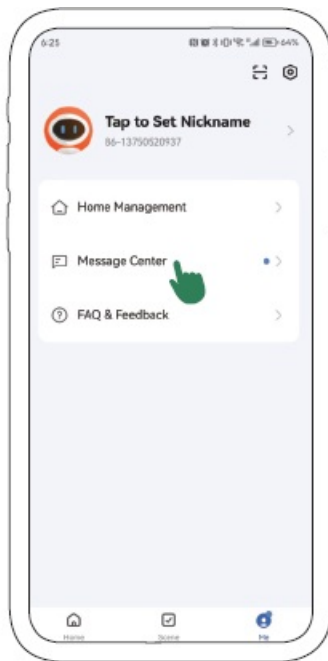 6:25
64%
Tap to Set Nickname
86-13750520937
Home Management
Message Center
FAQ & Feedback
Home
Scene
Me